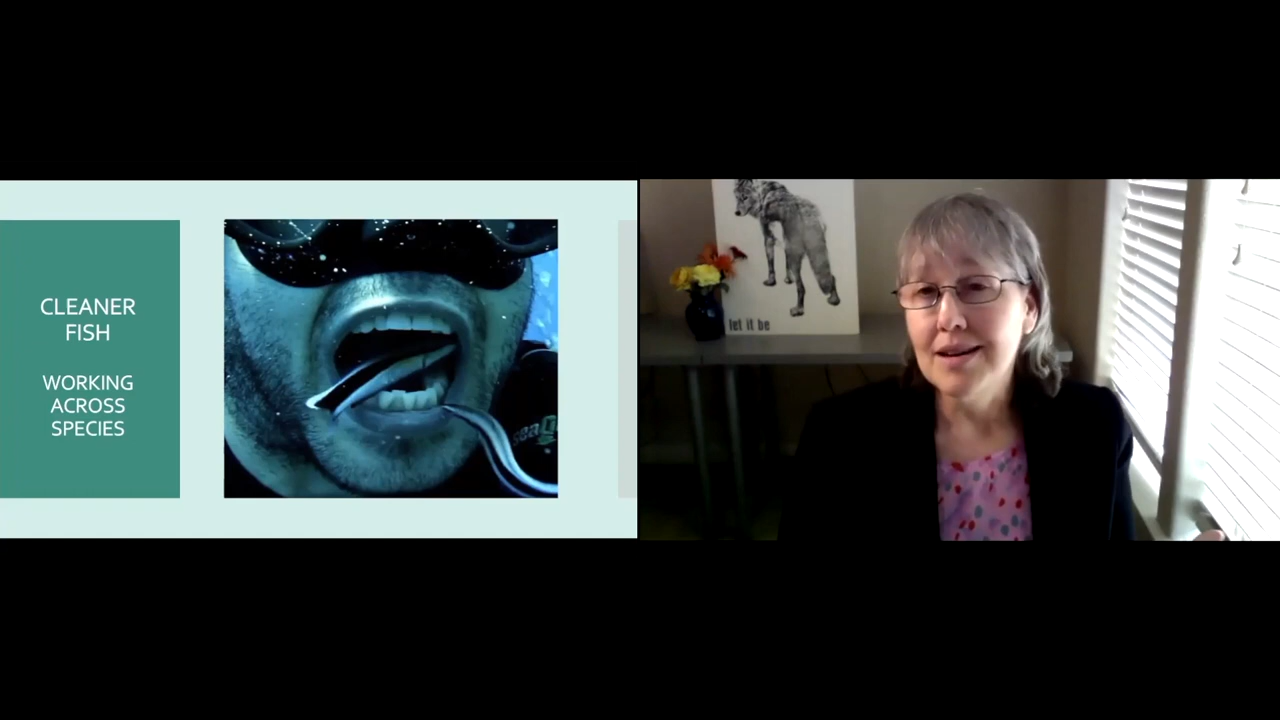 CLEANER
FISH
WORKING
ACROSS
SPECIES
let it be